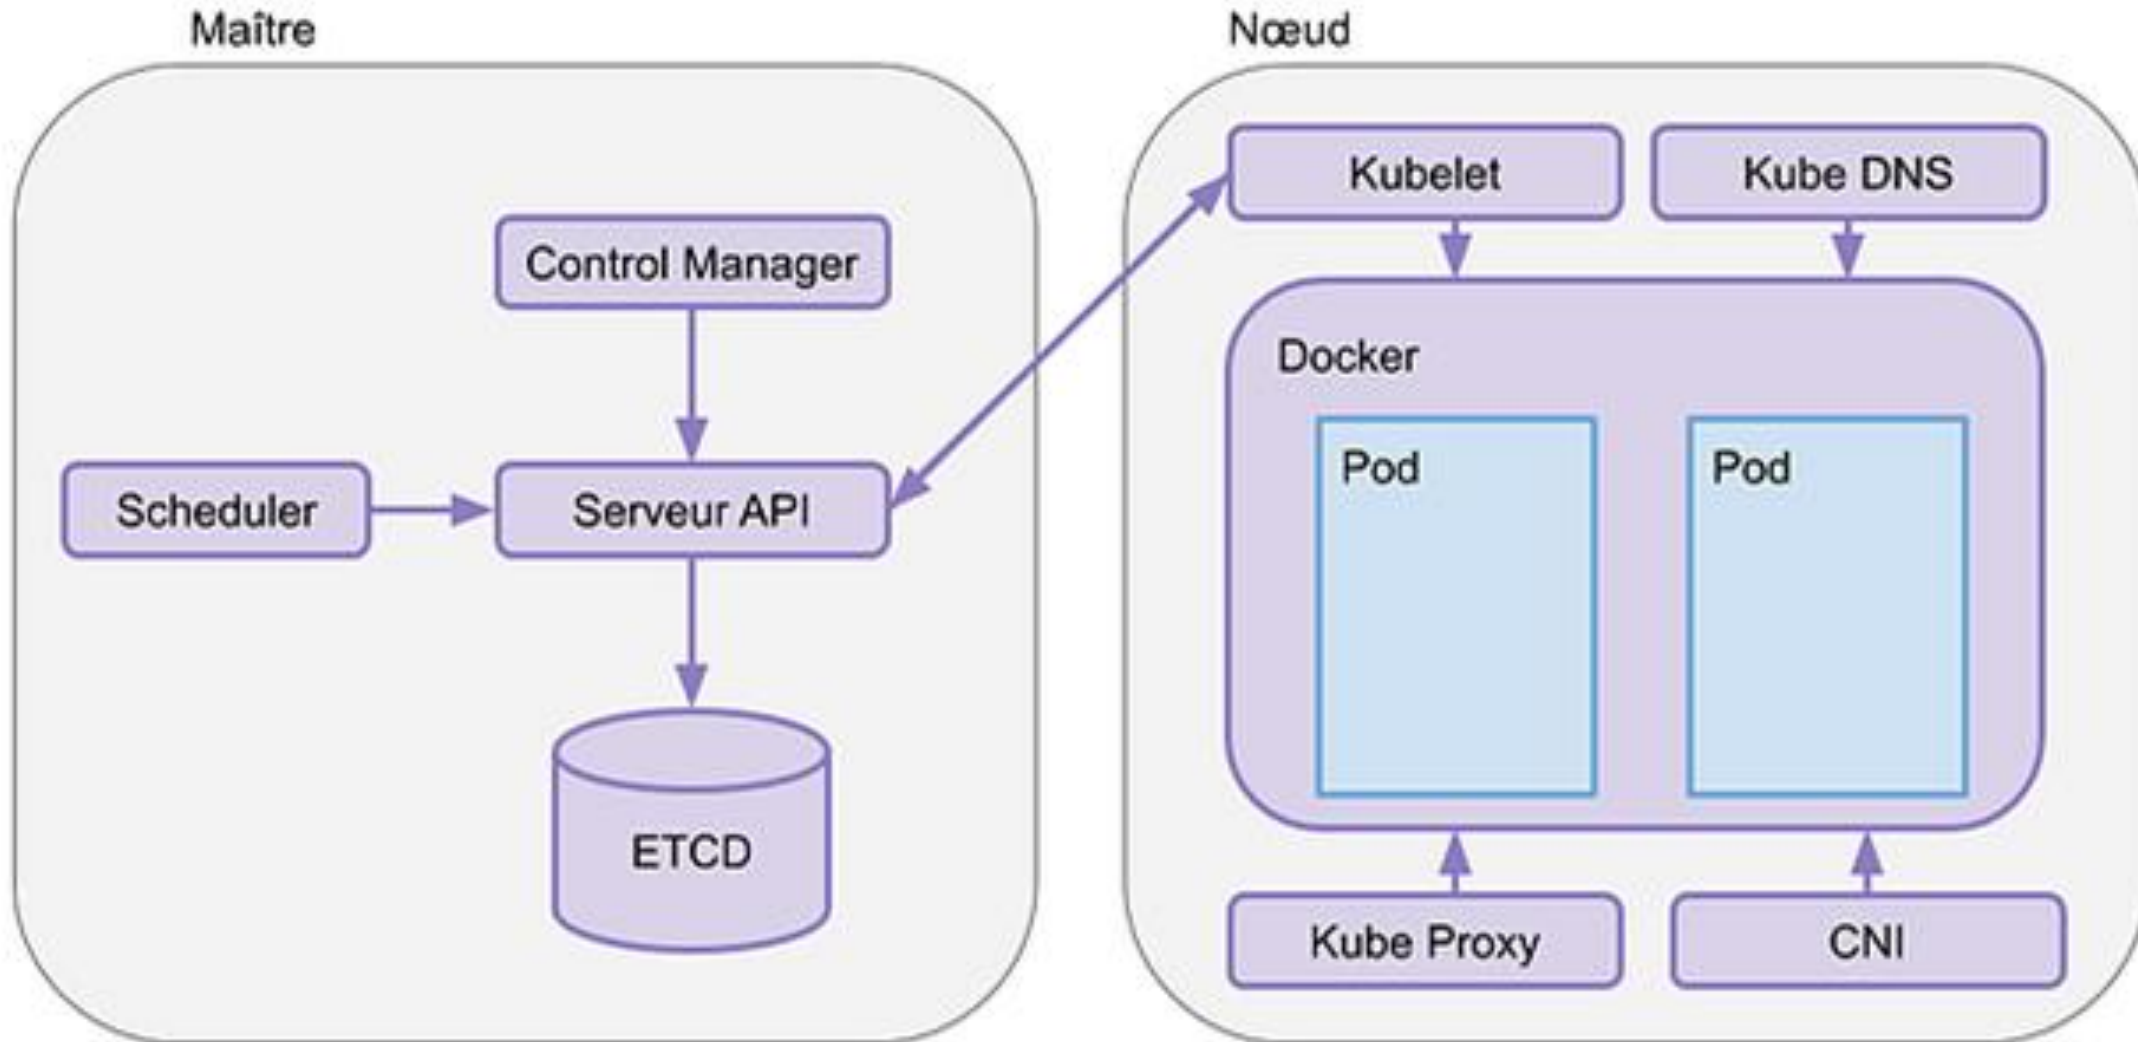 Maître
Nœud
Control Manager
Scheduler
Serveur API
ETCD
Kubelet
Kube DNS
Docker
Pod
Pod
Kube Proxy
CNI